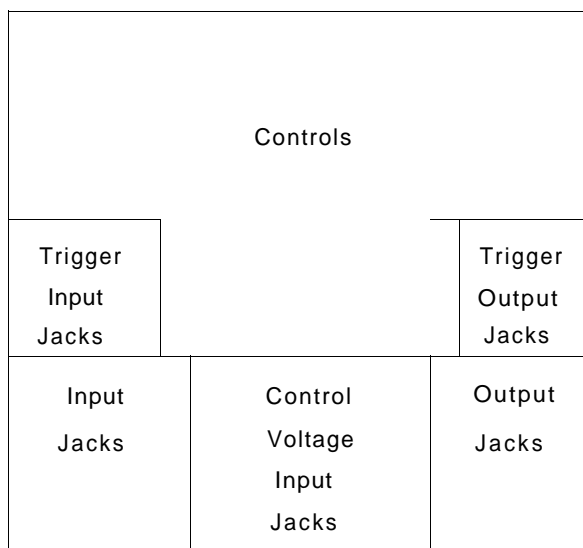 Controls
Trigger
Input
Jacks
Trigger
Output
Jacks
Input
Jacks
Control
Voltage
Input
Jacks
Output
Jacks